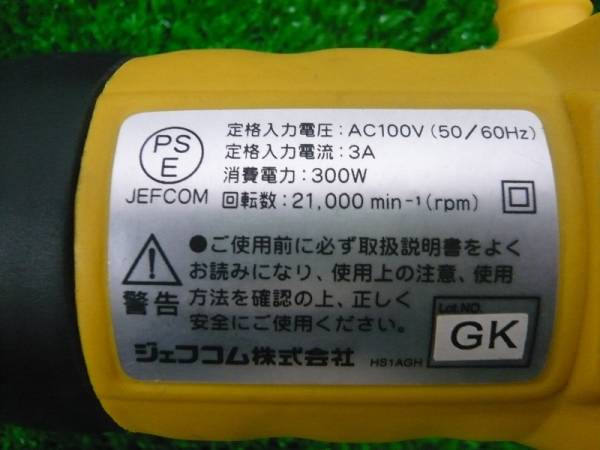 PS
E
JEFCOM
定格入力電圧：AC100V（50／60Hz）
定格入力電流：3A
消費電力：300W
回転数：21,000 min⁻¹（rpm）
警告
●ご使用前に必ず取扱説明書をよく
お読みになり、使用上の注意、使用
方法を確認の上、正しく
安全にご使用ください。
Lot.NO.
GK
ジェフコム株式会社 HS1AGH